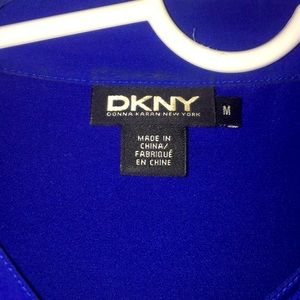 DKNY
DONNA KARAN NEW YORK
M
MADE IN
CHINA/
FABRIQUÉ
EN CHINE